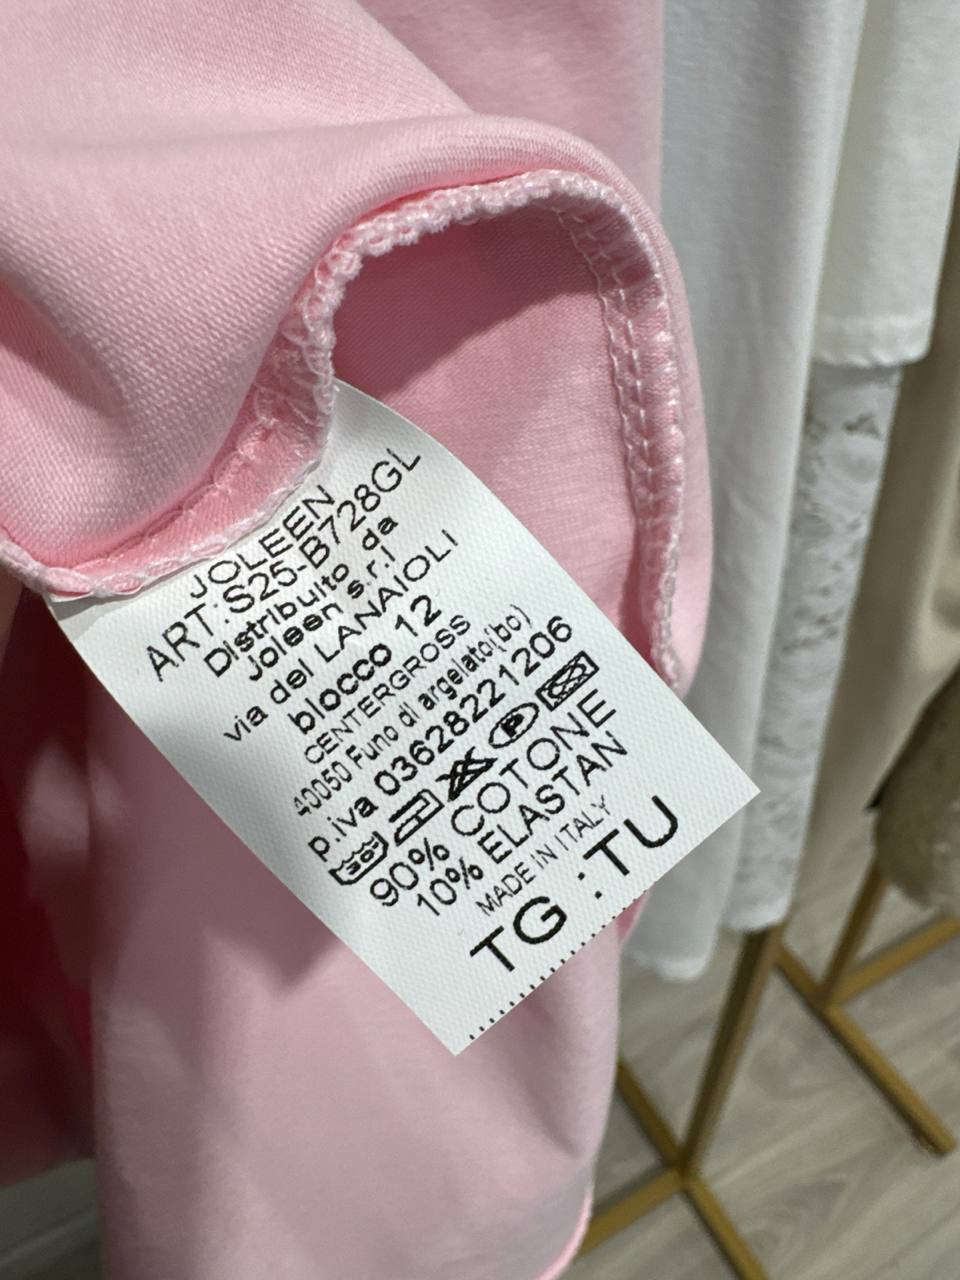 JOLEEN
ART:S25-B728GL
Distribuito da
Joleen s.r.l
via del LANAIOLI
blocco 12
CENTERGROSS
40050 Funo di argelato(bo)
p.iva 03628221206
30 P
90% COTONE
10% ELASTAN
MADE IN ITALY
TG :TU